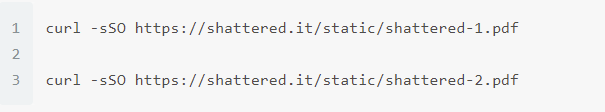 1 curl -sSO https://shattered.it/static/shattered-1.pdf
2
3 curl -sSO https://shattered.it/static/shattered-2.pdf